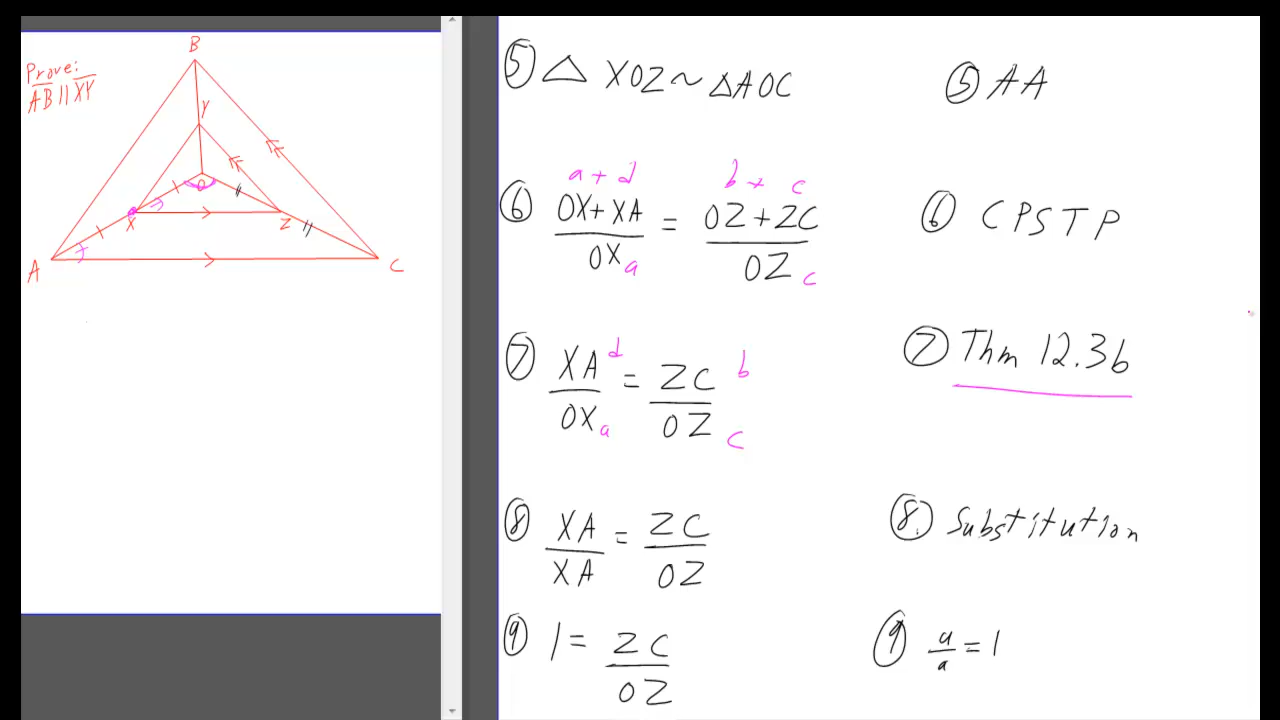 B
Prove:
AB || XY
Y
O
X
Z
A
C
⑤ △ XOZ ~ △AOC
⑤ AA
a + d
b + c
⑥ OX + XA / OX = OZ + ZC / OZ
a
c
⑥ CPSTP
⑦ XA / OX = ZC / OZ
d
b
a
c
⑦ Thm 12.3b
⑧ XA / XA = ZC / OZ
⑧. Substitution
⑨ 1 = ZC / OZ
⑨ a / a = 1